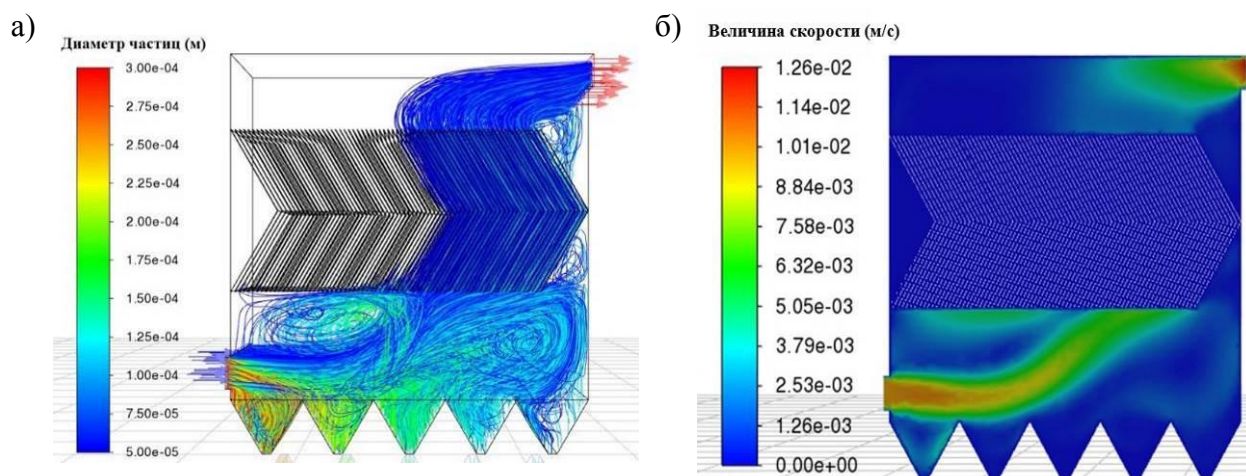 а)
Диаметр частиц (м)
3.00e-04
2.75e-04
2.50e-04
2.25e-04
2.00e-04
1.75e-04
1.50e-04
1.25e-04
1.00e-04
7.50e-05
5.00e-05
б)
Величина скорости (м/с)
1.26e-02
1.14e-02
1.01e-02
8.84e-03
7.58e-03
6.32e-03
5.05e-03
3.79e-03
2.53e-03
1.26e-03
0.00e+00